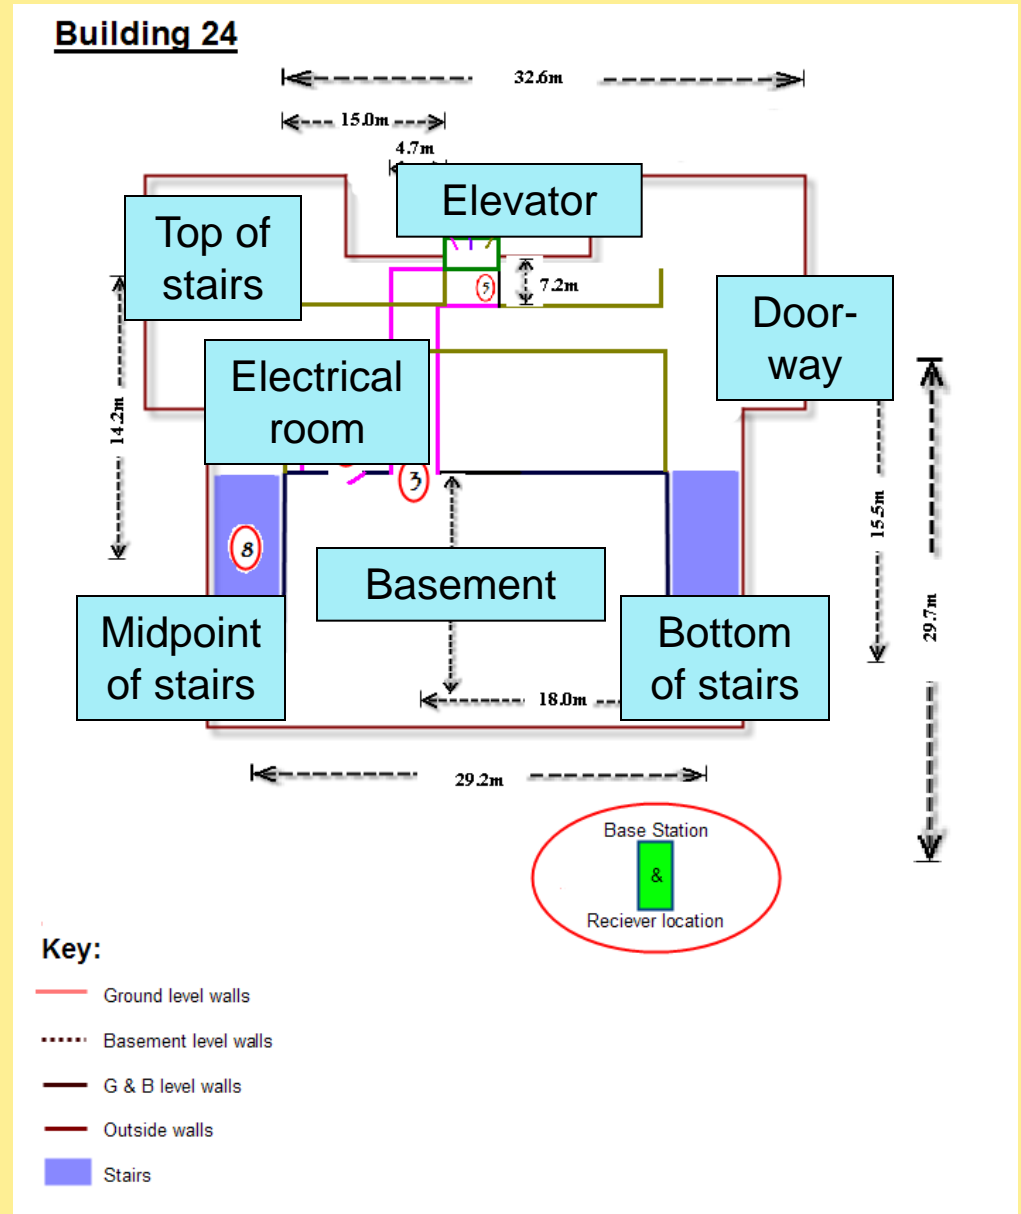 Building 24
32.6m
15.0m
4.7m
Elevator
Top of
stairs
5
7.2m
Door-
way
Electrical
room
14.2m
3
8
15.5m
Basement
29.7m
Midpoint
of stairs
Bottom
of stairs
18.0m
29.2m
Base Station
&
Reciever location
Key:
Ground level walls
Basement level walls
G & B level walls
Outside walls
Stairs